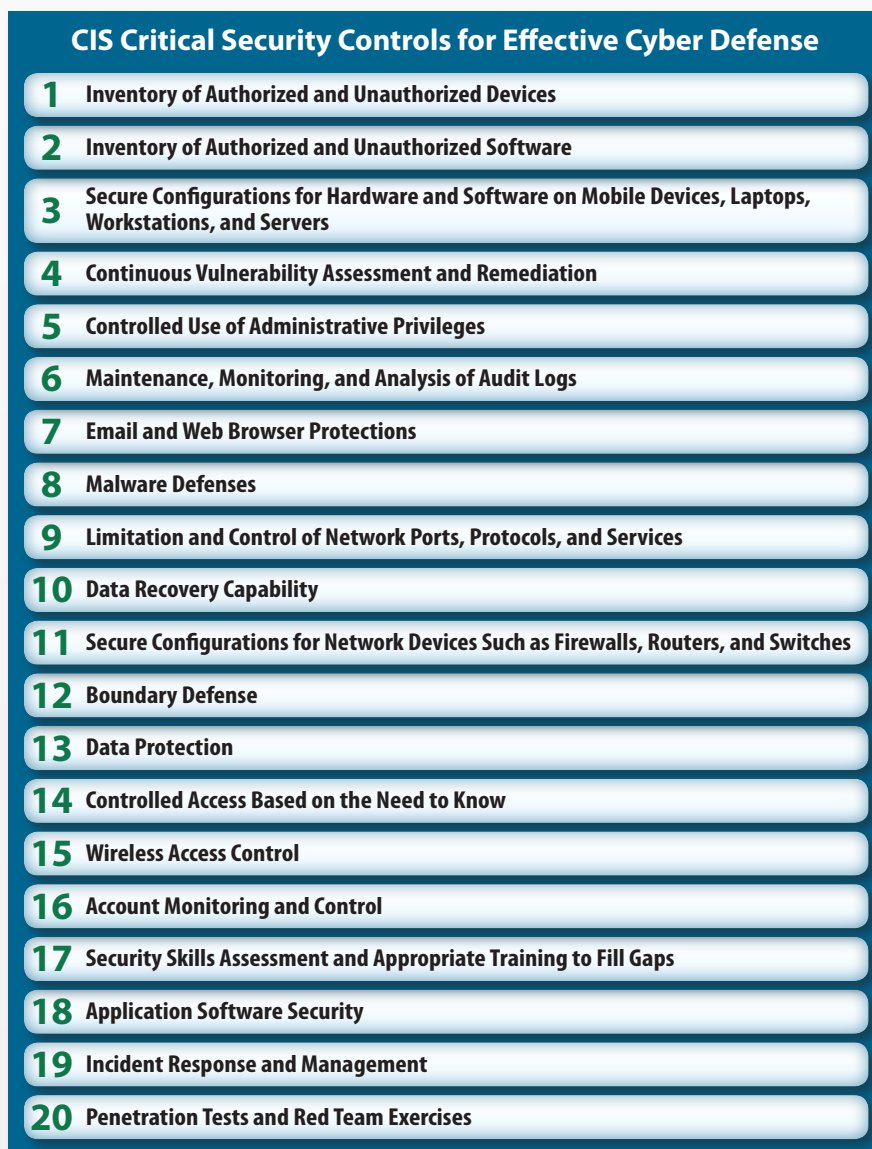 CIS Critical Security Controls for Effective Cyber Defense
1 Inventory of Authorized and Unauthorized Devices
2 Inventory of Authorized and Unauthorized Software
3 Secure Configurations for Hardware and Software on Mobile Devices, Laptops,
Workstations, and Servers
4 Continuous Vulnerability Assessment and Remediation
5 Controlled Use of Administrative Privileges
6 Maintenance, Monitoring, and Analysis of Audit Logs
7 Email and Web Browser Protections
8 Malware Defenses
9 Limitation and Control of Network Ports, Protocols, and Services
10 Data Recovery Capability
11 Secure Configurations for Network Devices Such as Firewalls, Routers, and Switches
12 Boundary Defense
13 Data Protection
14 Controlled Access Based on the Need to Know
15 Wireless Access Control
16 Account Monitoring and Control
17 Security Skills Assessment and Appropriate Training to Fill Gaps
18 Application Software Security
19 Incident Response and Management
20 Penetration Tests and Red Team Exercises